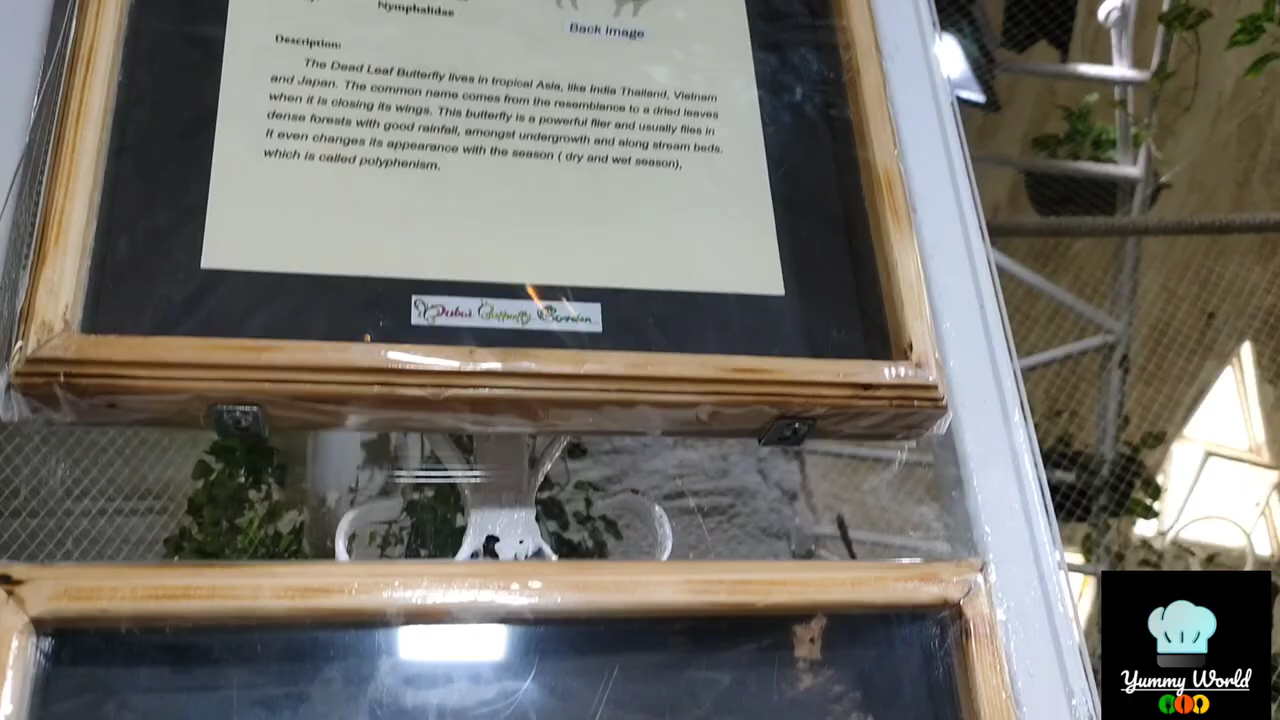 Nymphalidae
Back Image
Description:
The Dead Leaf Butterfly lives in tropical Asia, like India Thailand, Vietnam
and Japan. The common name comes from the resemblance to a dried leaves
when it is closing its wings. This butterfly is a powerful flier and usually flies in
dense forests with good rainfall, amongst undergrowth and along stream beds.
It even changes its appearance with the season ( dry and wet season),
which is called polyphenism.
Dubai Butterfly Garden
Yummy World